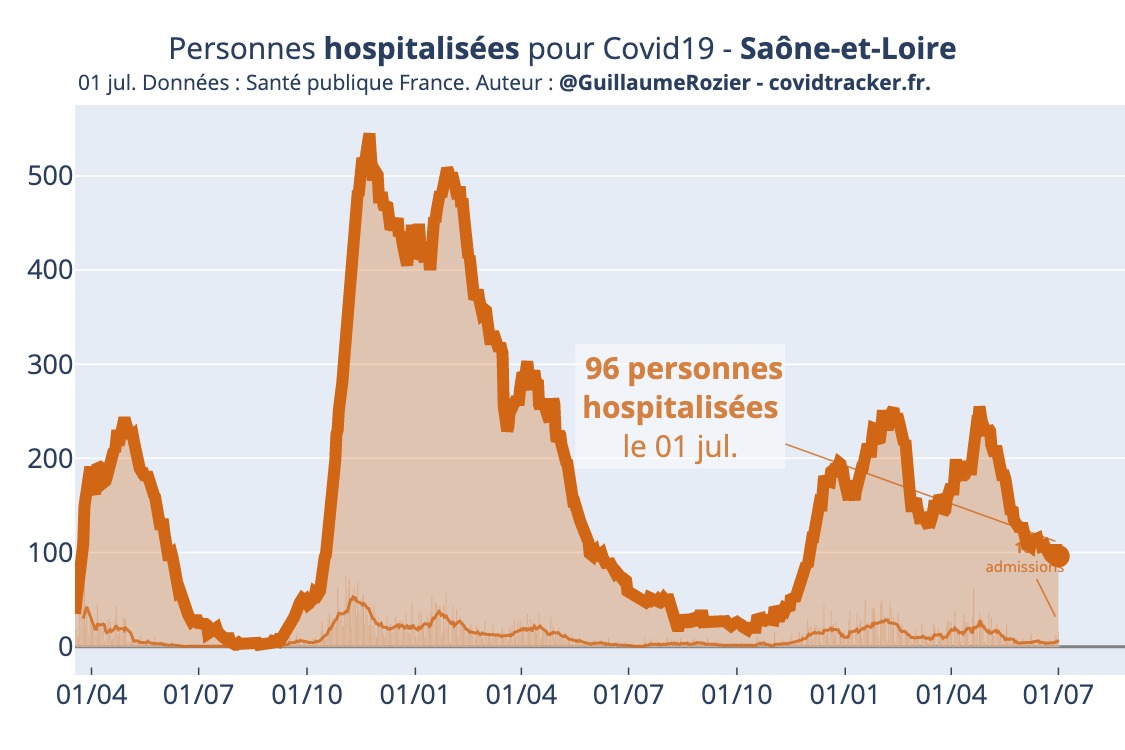 Personnes hospitalisées pour Covid19 - Saône-et-Loire
01 jul. Données : Santé publique France. Auteur : @GuillaumeRozier - covidtracker.fr.
500
400
300
200
100
0
96 personnes
hospitalisées
le 01 jul.
admissions
01/04 01/07 01/10 01/01 01/04 01/07 01/10 01/01 01/04 01/07